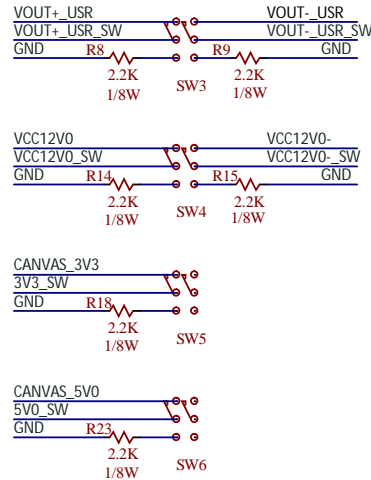 VOUT+_USR VOUT-_USR
VOUT+_USR_SW VOUT-_USR_SW
GND R8 R9 GND
2.2K SW3 2.2K
1/8W 1/8W
VCC12V0 VCC12V0-
VCC12V0_SW VCC12V0-_SW
GND R14 R15 GND
2.2K SW4 2.2K
1/8W 1/8W
CANVAS_3V3
3V3_SW
GND R18
2.2K SW5
1/8W
CANVAS_5V0
5V0_SW
GND R23
2.2K SW6
1/8W